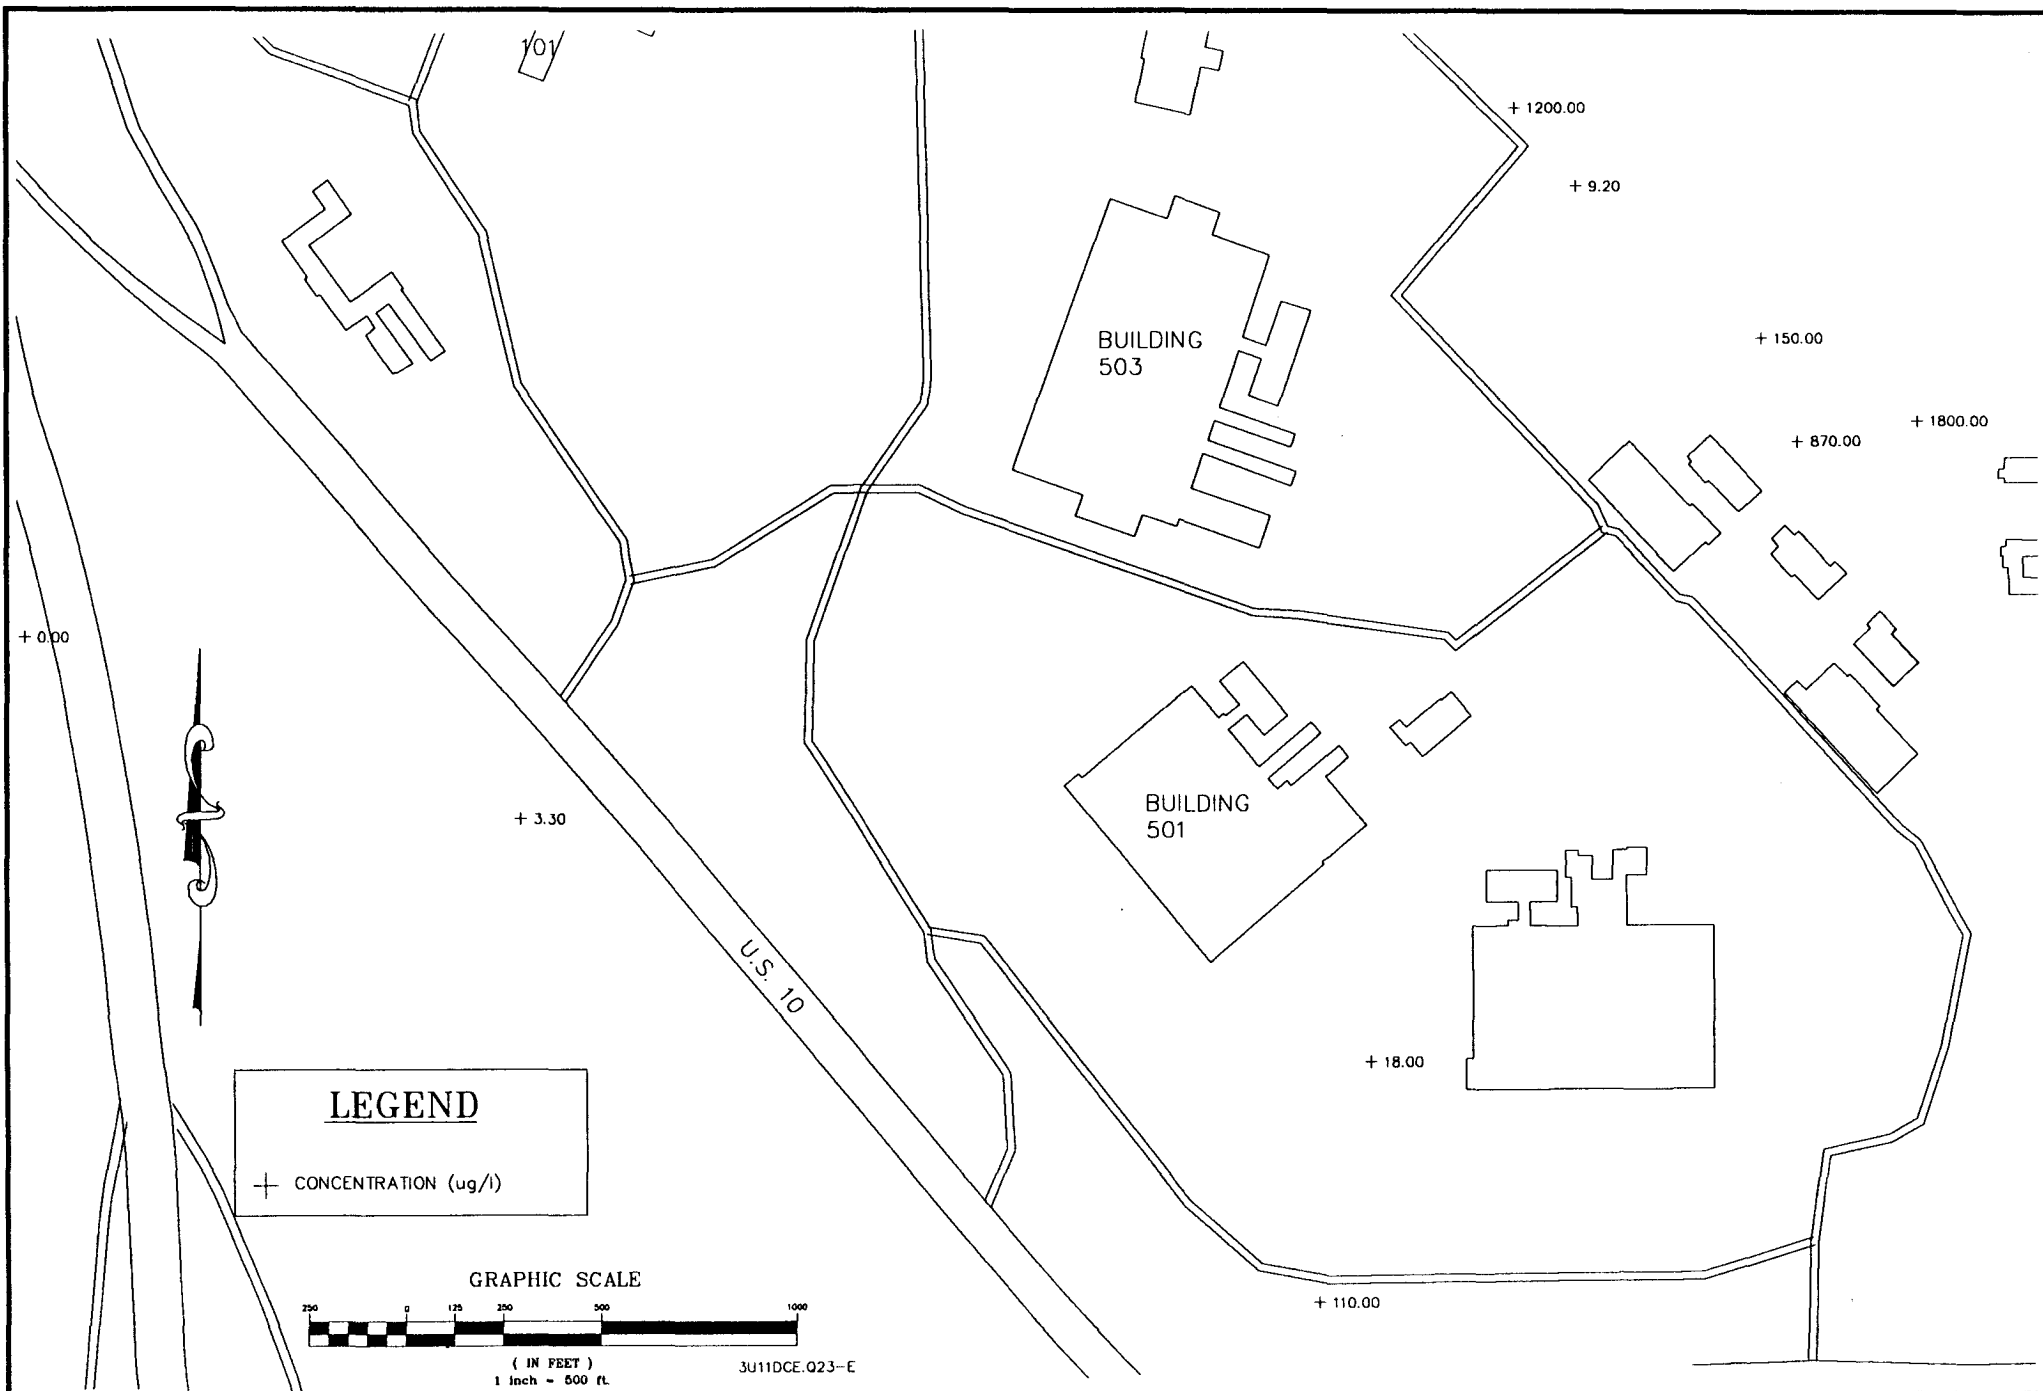 101
+ 1200.00
+ 9.20
BUILDING
503
+ 150.00
+ 1800.00
+ 870.00
+ 0.00
BUILDING
501
+ 3.30
U.S. 10
+ 18.00
LEGEND
+ CONCENTRATION (ug/l)
GRAPHIC SCALE
250 0 125 250 500 1000
( IN FEET )
1 inch = 500 ft.
3U11DCE.Q23-E
+ 110.00